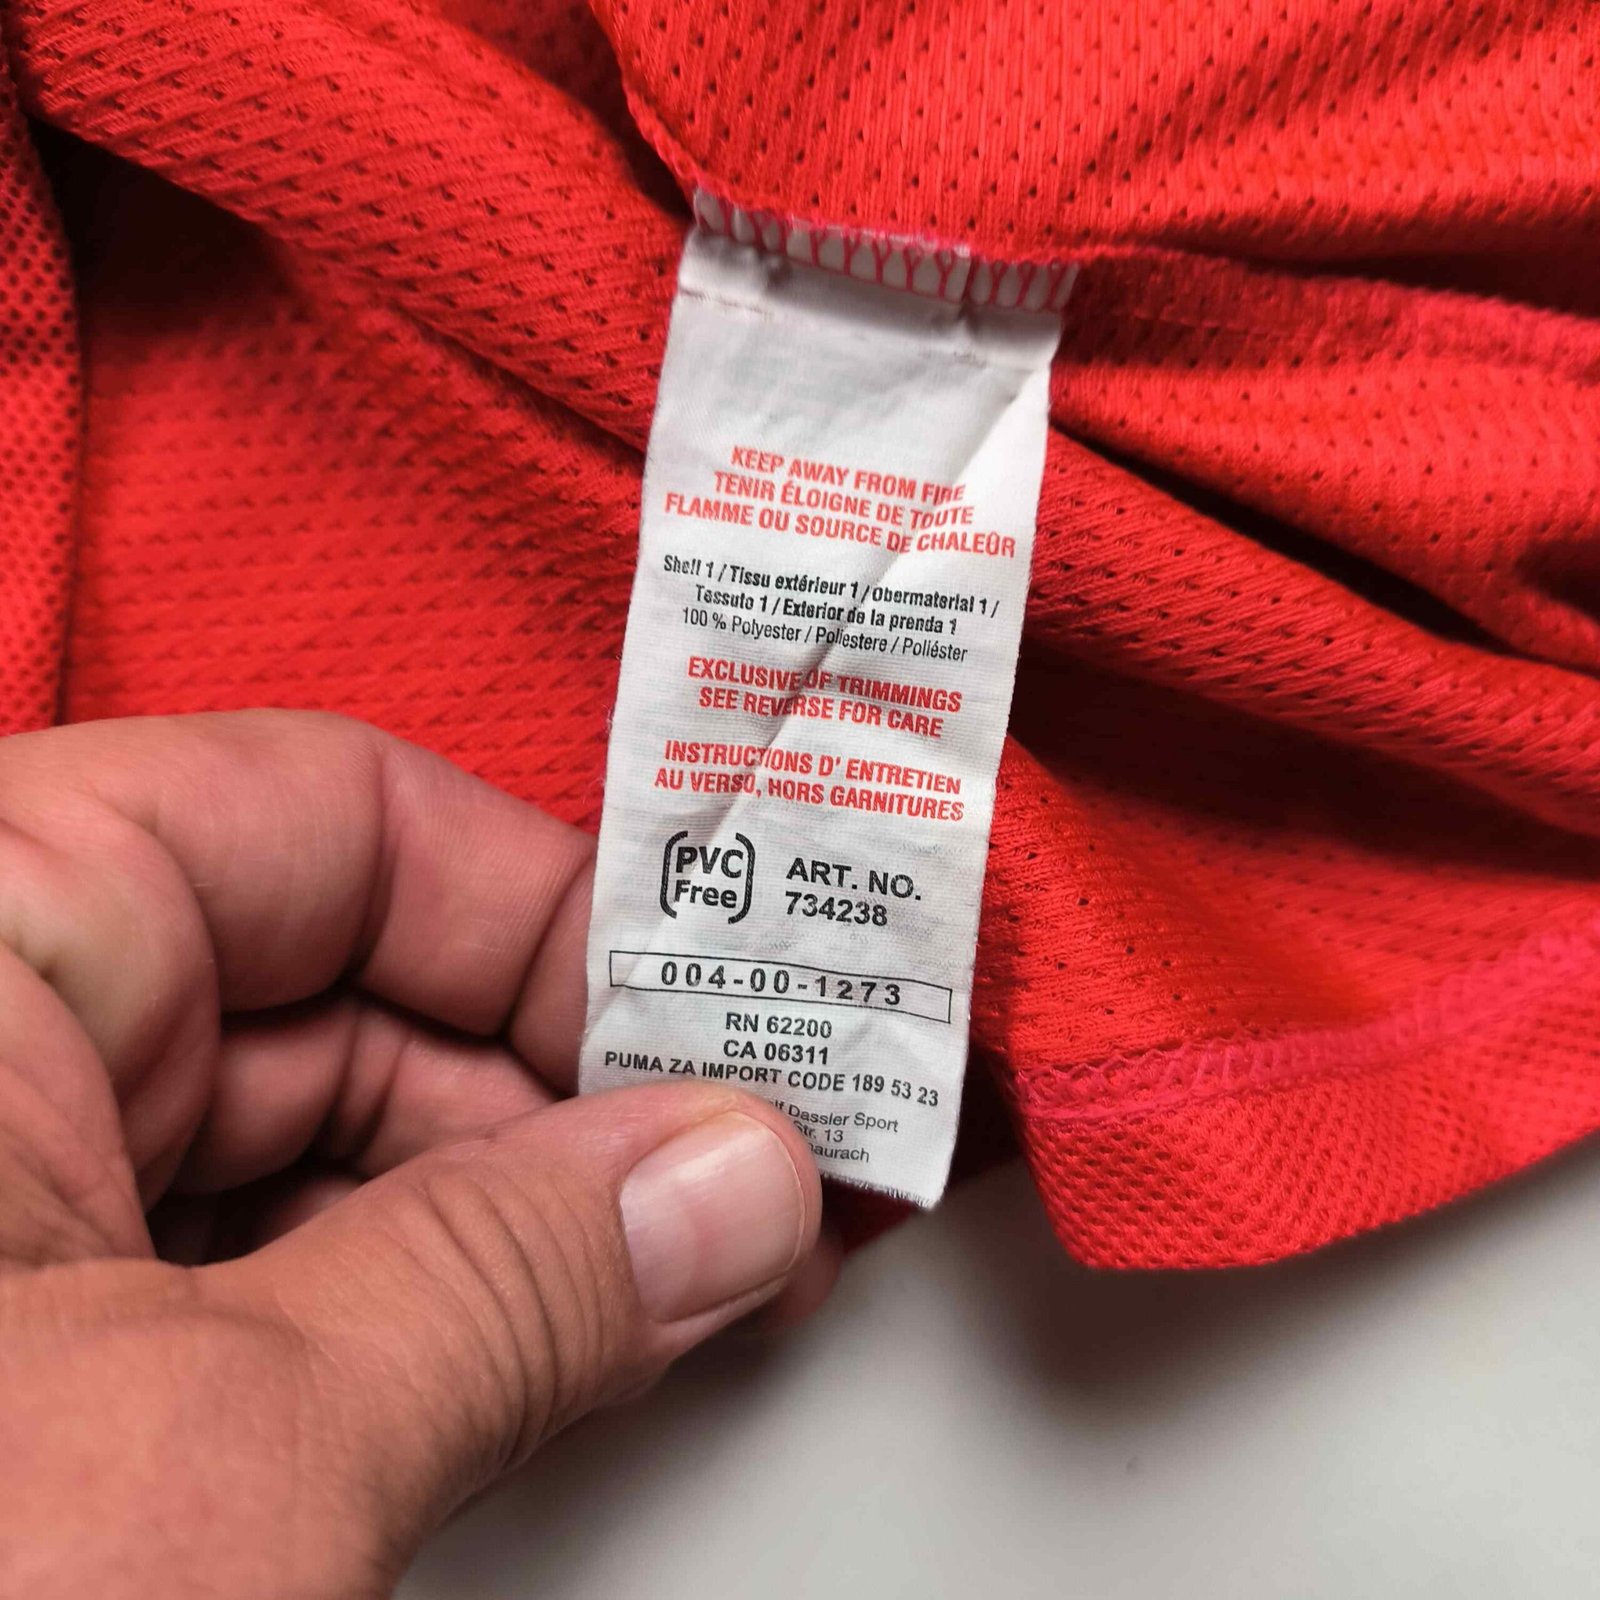 KEEP AWAY FROM FIRE
TENIR ÉLOIGNE DE TOUTE
FLAMME OU SOURCE DE CHALEÛR
Shell 1 / Tissu extérieur 1 / Obermaterial 1 /
Tessuto 1 / Exterior de la prenda 1
100 % Polyester / Poliestere / Poliéster
EXCLUSIVE OF TRIMMINGS
SEE REVERSE FOR CARE
INSTRUCTIONS D' ENTRETIEN
AU VERSO, HORS GARNITURES
PVC
Free
ART. NO.
734238
004-00-1273
RN 62200
CA 06311
PUMA ZA IMPORT CODE 189 53 23
Dassler Sport
Str. 13
aurach